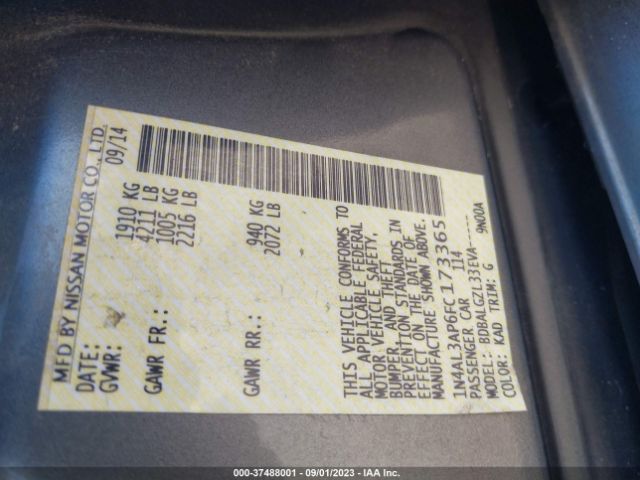 MFD BY NISSAN MOTOR CO., LTD.
DATE: 09/14
GVWR: 1910 KG
4211 LB
GAWR FR.: 1005 KG
2216 LB
GAWR RR.: 940 KG
2072 LB
THIS VEHICLE CONFORMS TO
ALL APPLICABLE FEDERAL
MOTOR VEHICLE SAFETY,
BUMPER, AND THEFT
PREVENTION STANDARDS IN
EFFECT ON THE DATE OF
MANUFACTURE SHOWN ABOVE.
1N4AL3AP6FC173365
PASSENGER CAR 114
MODEL: BDBALGZL33EVA-----
COLOR: KAD TRIM: G 9N00A
000-37488001 - 09/01/2023 - IAA Inc.